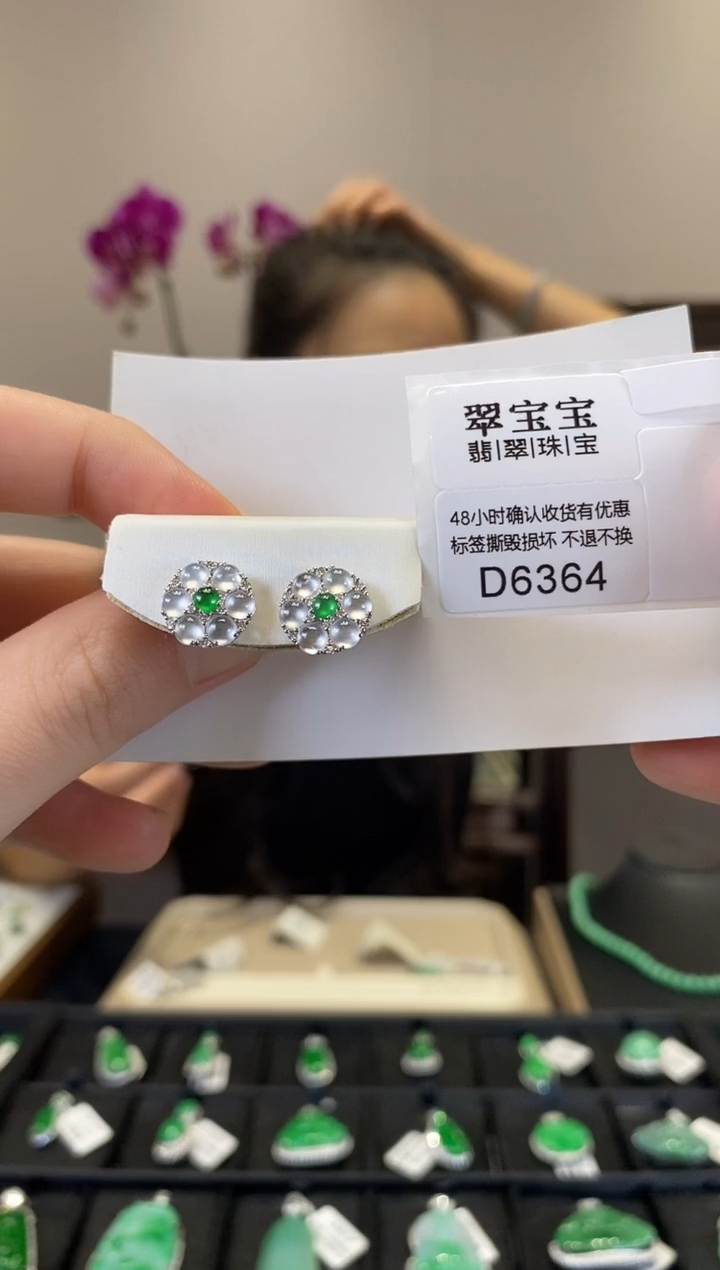 翠宝宝
翡|翠|珠|宝
48小时确认收货有优惠
标签撕毁损坏 不退不换
D6364